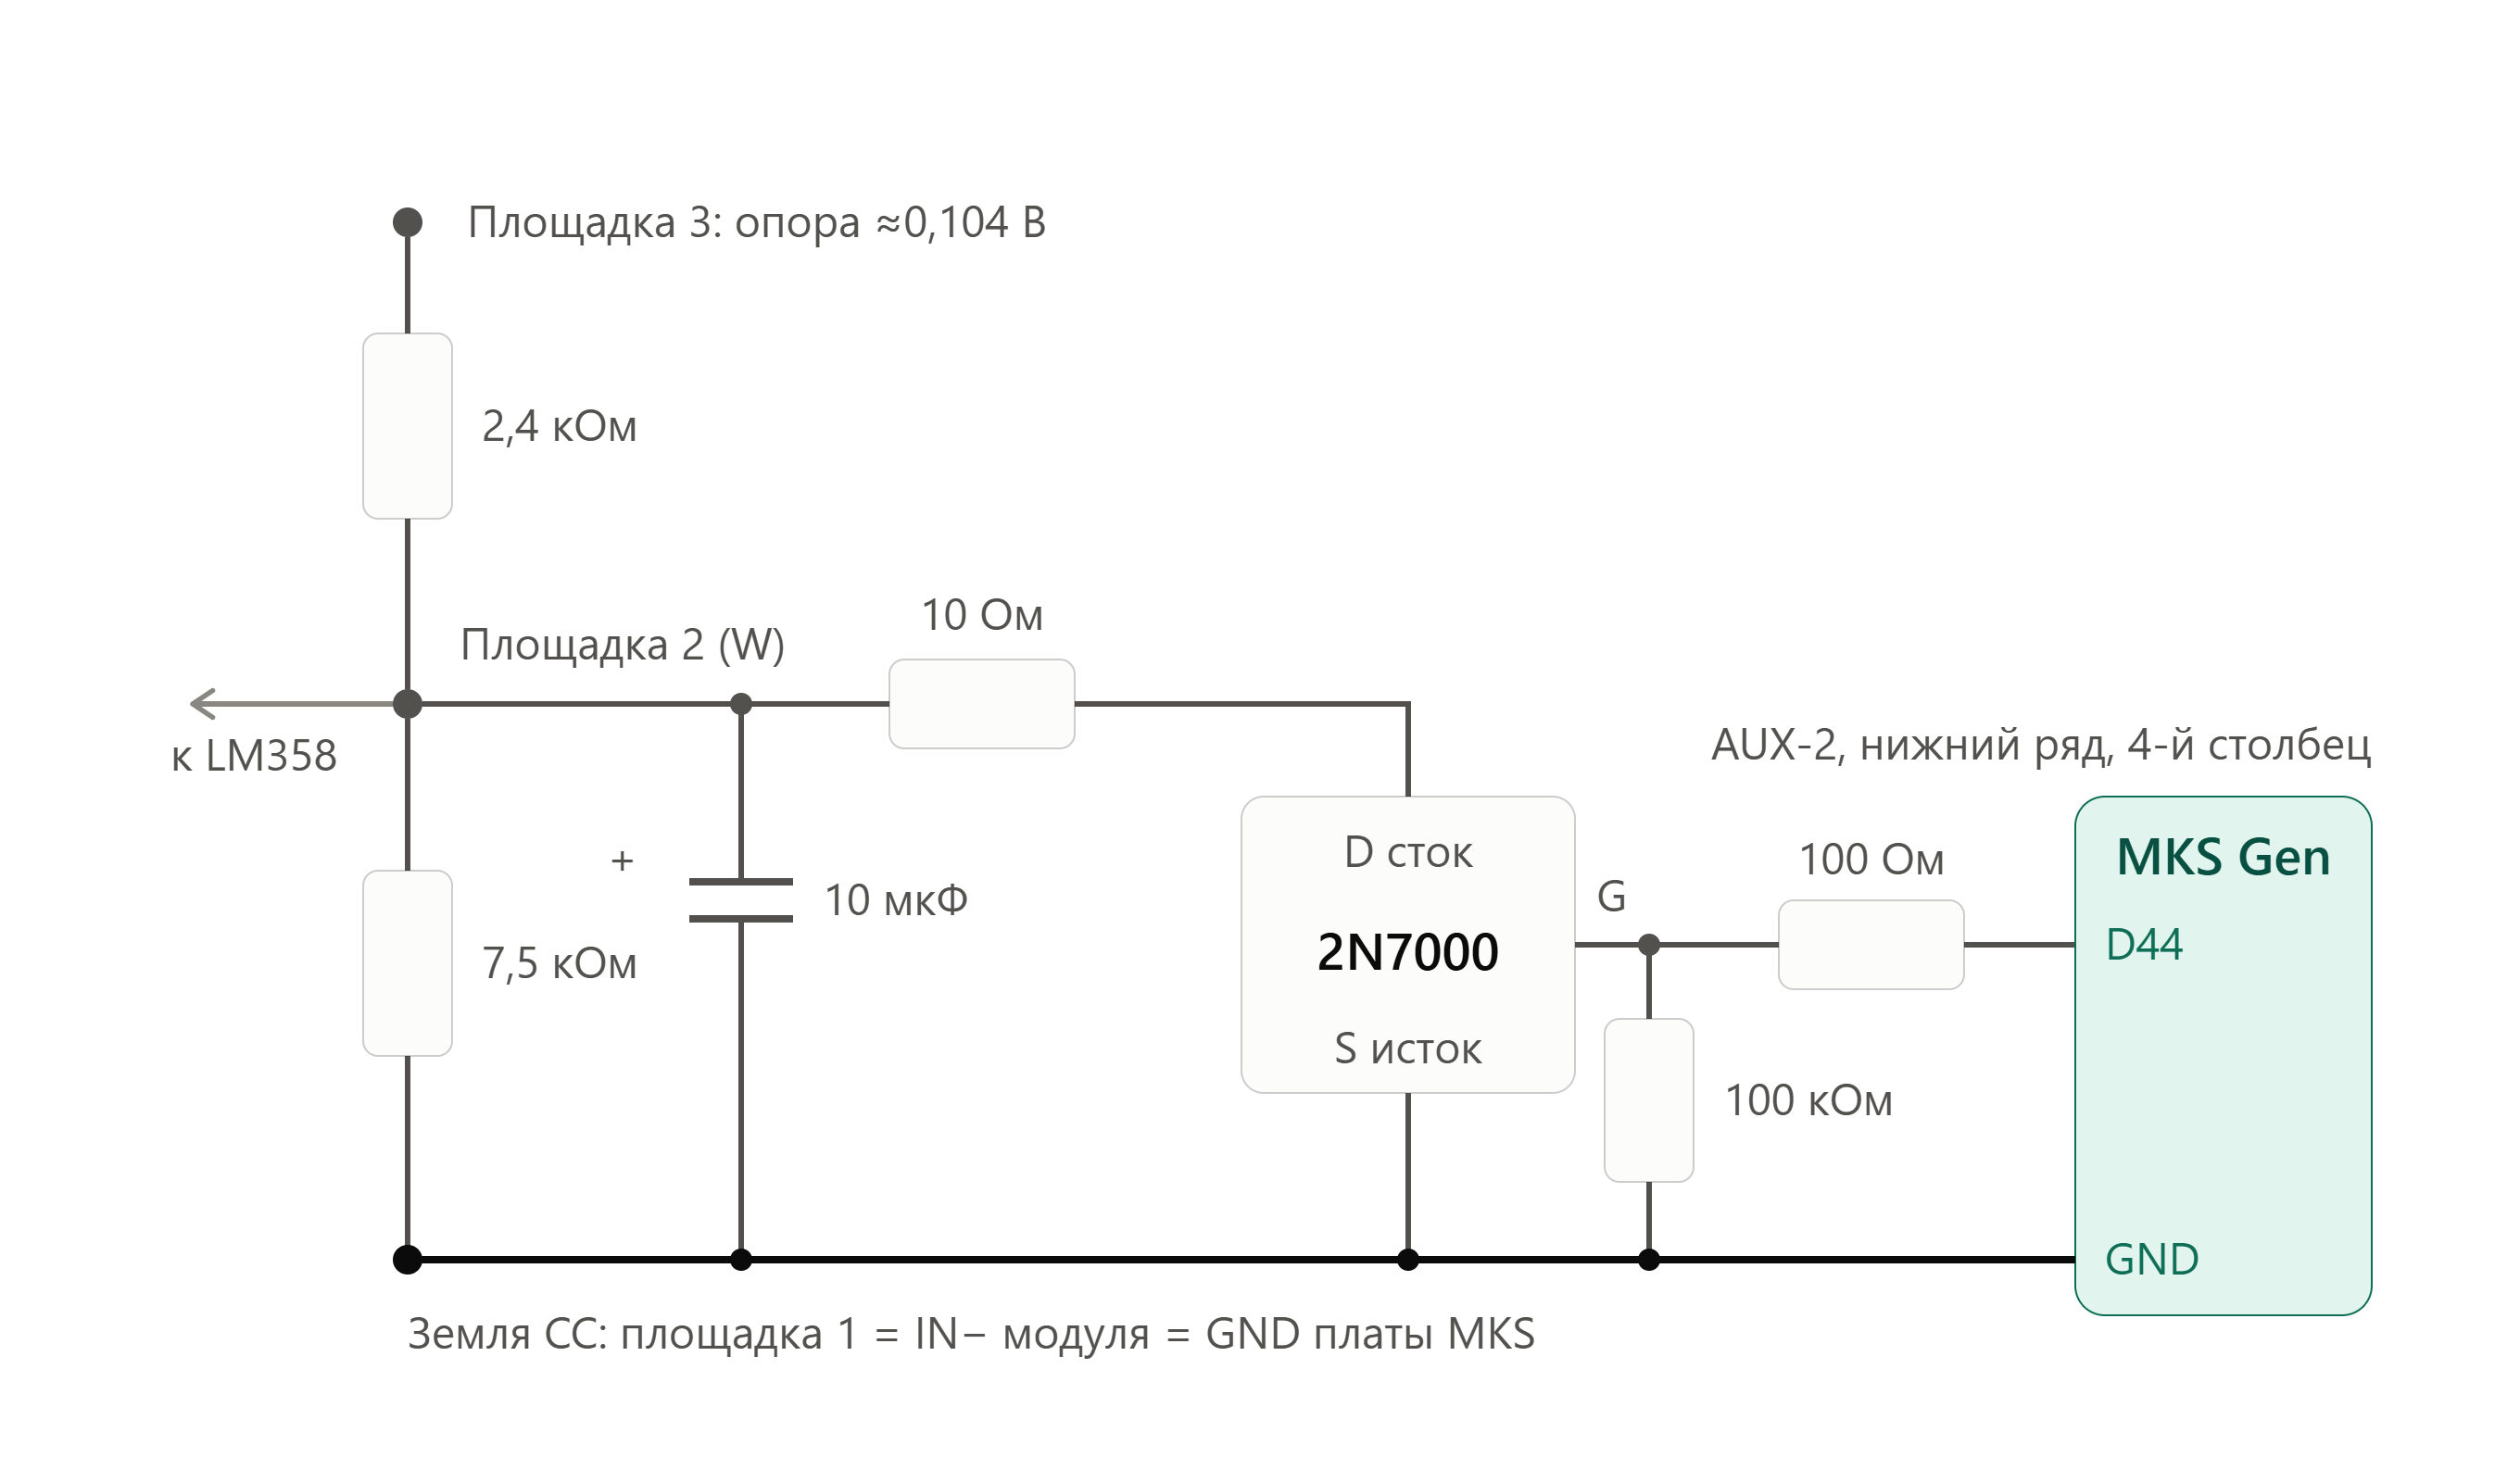 Площадка 3: опора ≈0,104 В
2,4 кОм
10 Ом
Площадка 2 (W)
к LM358
AUX-2, нижний ряд, 4-й столбец
+
10 мкФ
7,5 кОм
D сток
2N7000
S исток
G
100 Ом
100 кОм
MKS Gen
D44
GND
Земля CC: площадка 1 = IN− модуля = GND платы MKS